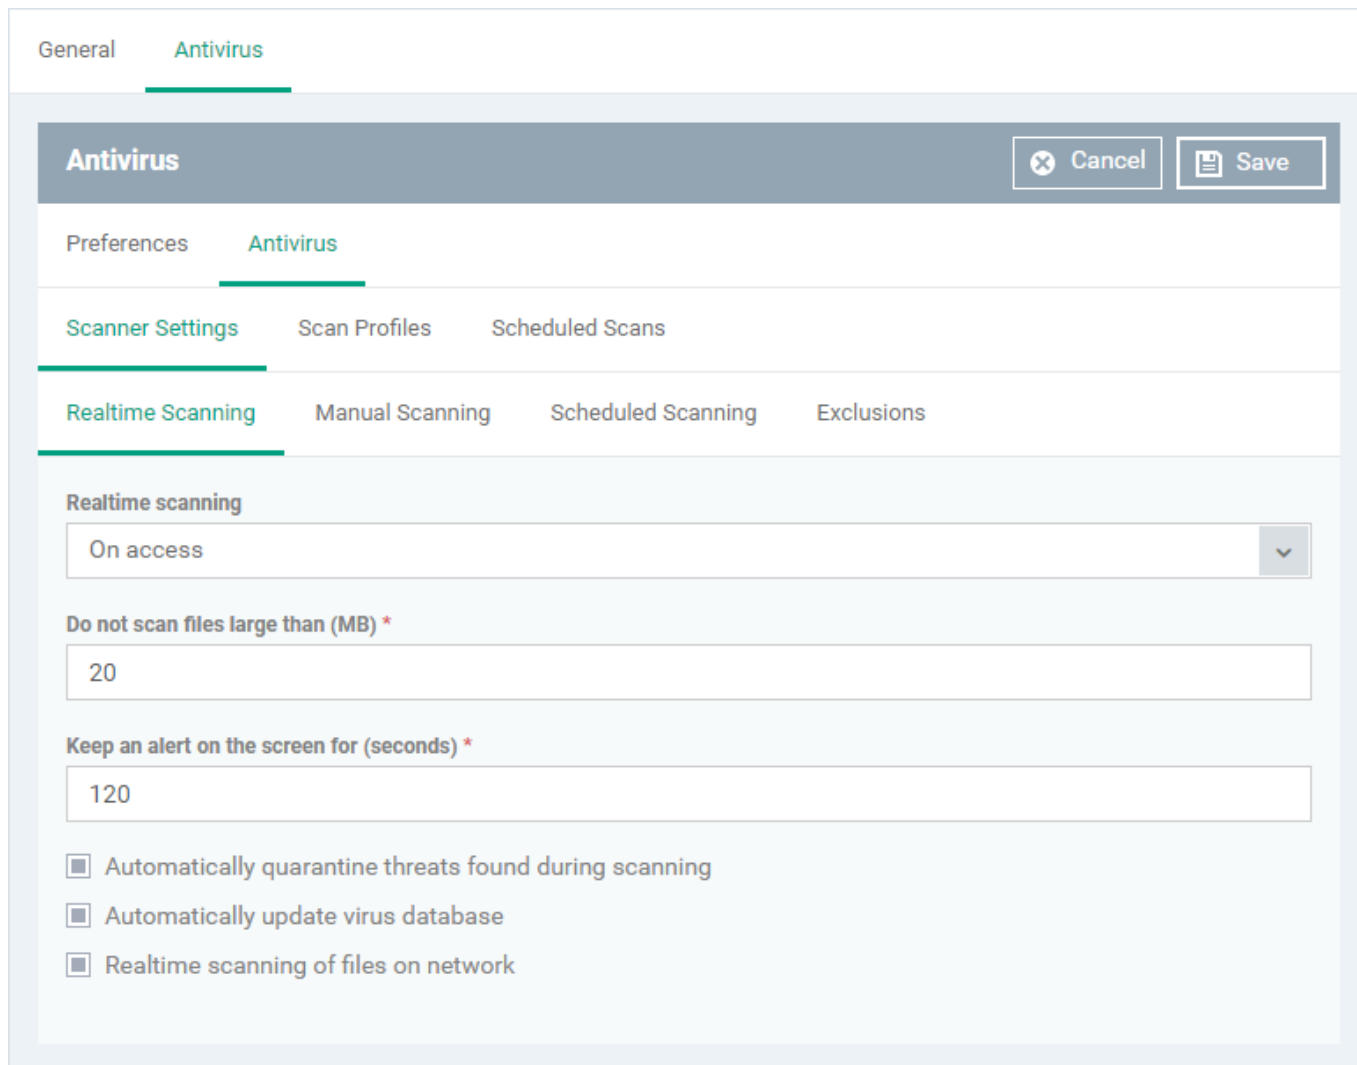 General Antivirus
Antivirus Cancel Save
Preferences Antivirus
Scanner Settings Scan Profiles Scheduled Scans
Realtime Scanning Manual Scanning Scheduled Scanning Exclusions
Realtime scanning
On access
Do not scan files large than (MB) *
20
Keep an alert on the screen for (seconds) *
120
Automatically quarantine threats found during scanning
Automatically update virus database
Realtime scanning of files on network